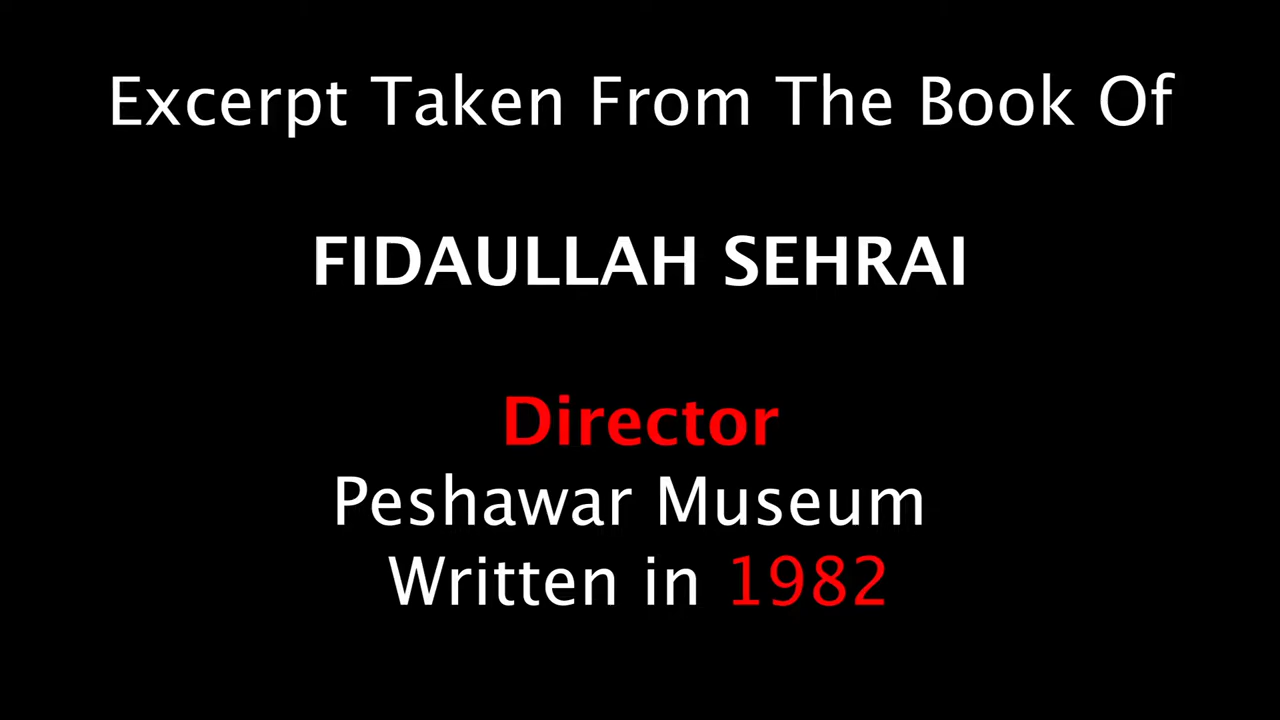 Excerpt Taken From The Book Of
FIDAULLAH SEHRAI
Director
Peshawar Museum
Written in 1982